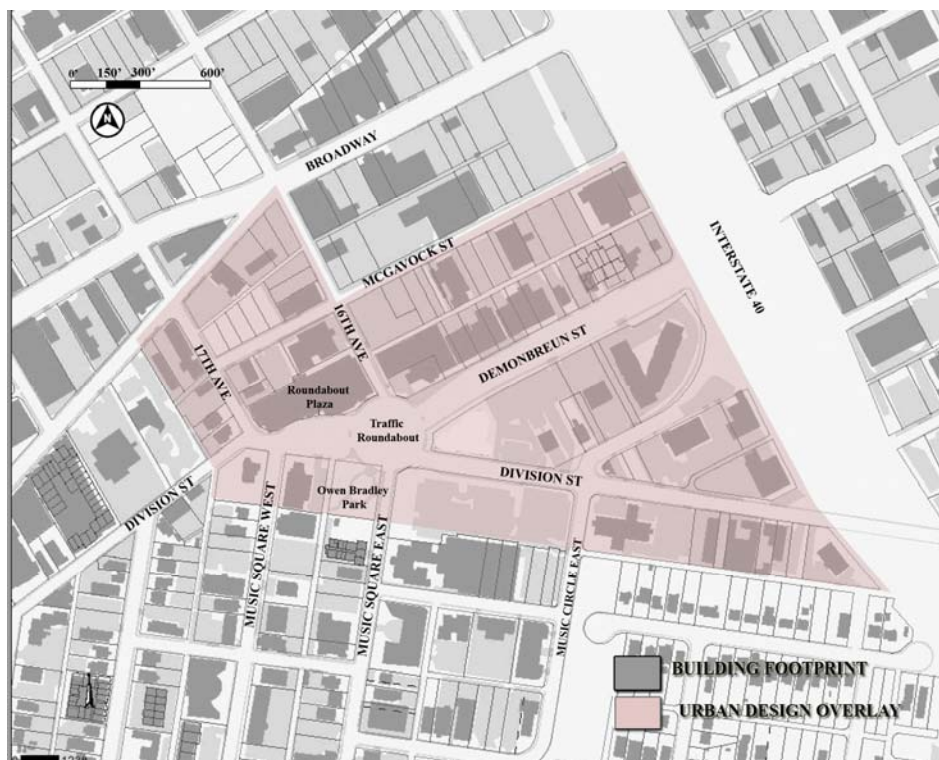 0' 150' 300' 600'
N
BROADWAY
MCGAVOCK ST
INTERSTATE 40
16TH AVE
17TH AVE.
DEMONBREUN ST
Roundabout
Plaza
Traffic
Roundabout
DIVISION ST
Owen Bradley
Park
DIVISION ST
MUSIC SQUARE WEST
MUSIC SQUARE EAST
MUSIC CIRCLE EAST
BUILDING FOOTPRINT
URBAN DESIGN OVERLAY